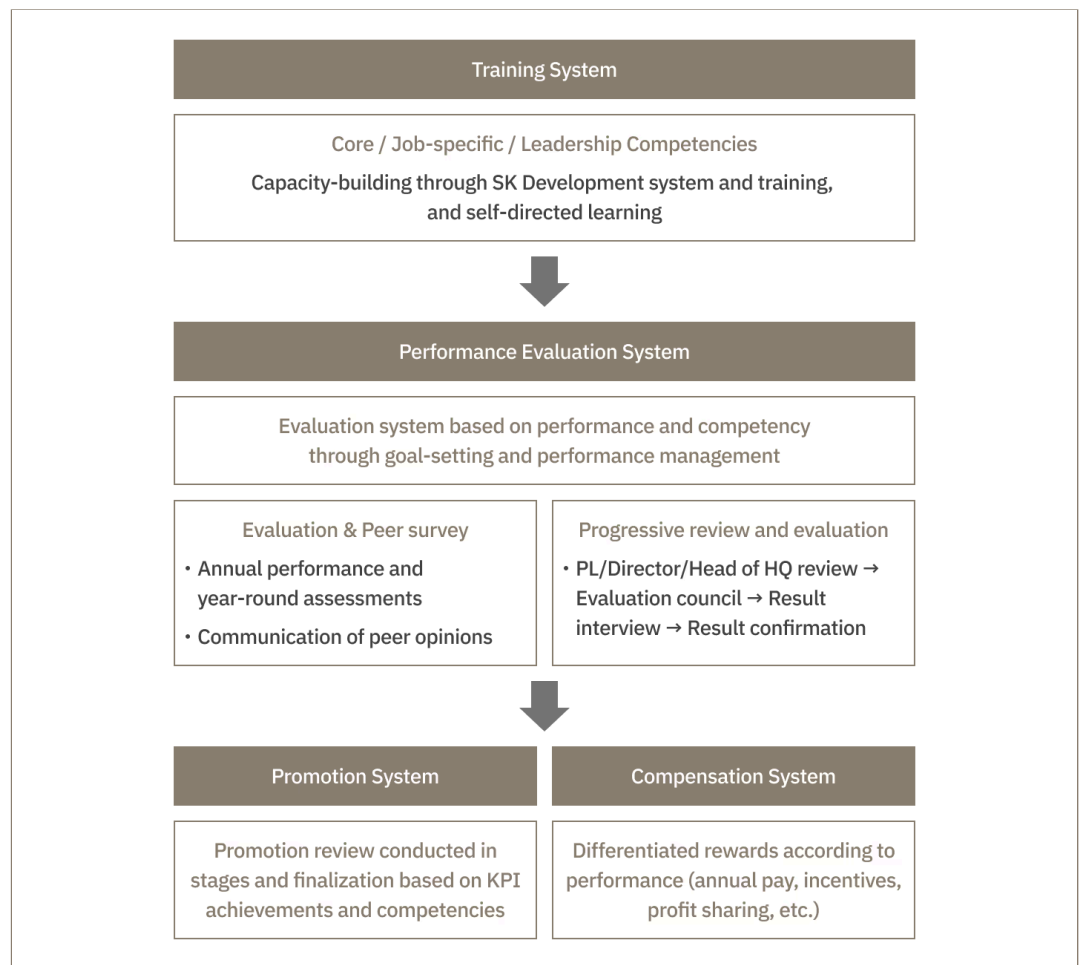 Training System
Core / Job-specific / Leadership Competencies
Capacity-building through SK Development system and training,
and self-directed learning
Performance Evaluation System
Evaluation system based on performance and competency
through goal-setting and performance management
Evaluation & Peer survey
• Annual performance and
year-round assessments
• Communication of peer opinions
Progressive review and evaluation
• PL/Director/Head of HQ review →
Evaluation council → Result
interview → Result confirmation
Promotion System
Promotion review conducted in
stages and finalization based on KPI
achievements and competencies
Compensation System
Differentiated rewards according to
performance (annual pay, incentives,
profit sharing, etc.)